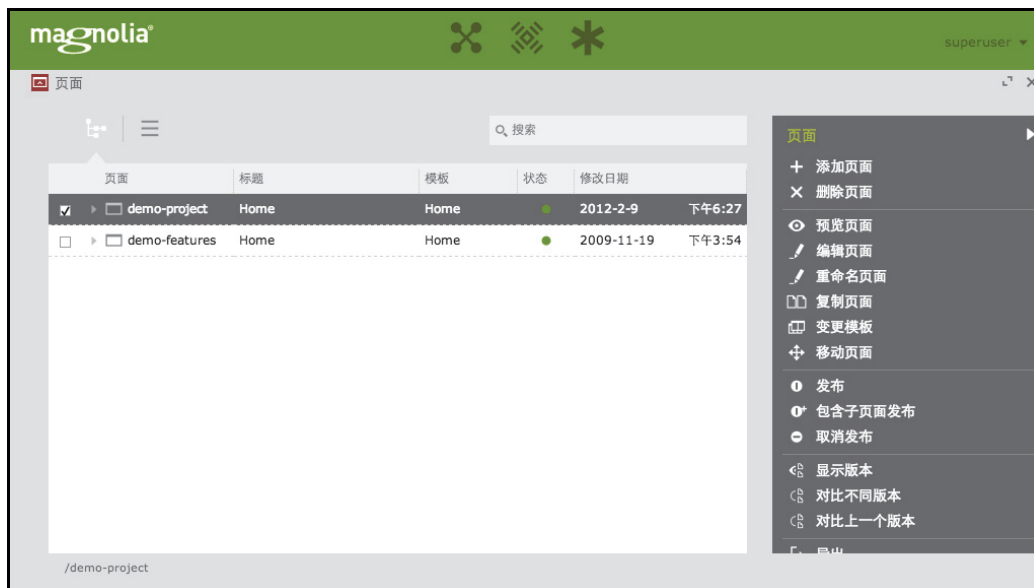 magnolia®
superuser
页面
搜索
页面 标题 模板 状态 修改日期
demo-project Home Home 2012-2-9 下午6:27
demo-features Home Home 2009-11-19 下午3:54
/demo-project
页面
添加页面
删除页面
预览页面
编辑页面
重命名页面
复制页面
变更模板
移动页面
发布
包含子页面发布
取消发布
显示版本
对比不同版本
对比上一个版本
导出